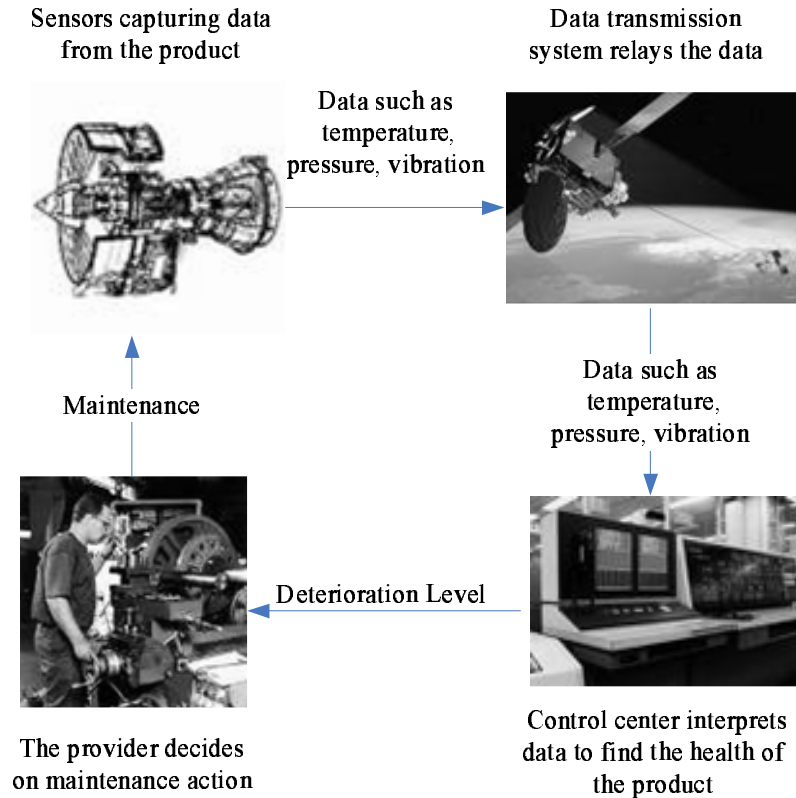 Sensors capturing data
from the product
Data transmission
system relays the data
Data such as
temperature,
pressure, vibration
Data such as
temperature,
pressure, vibration
Maintenance
Deterioration Level
The provider decides
on maintenance action
Control center interprets
data to find the health of
the product